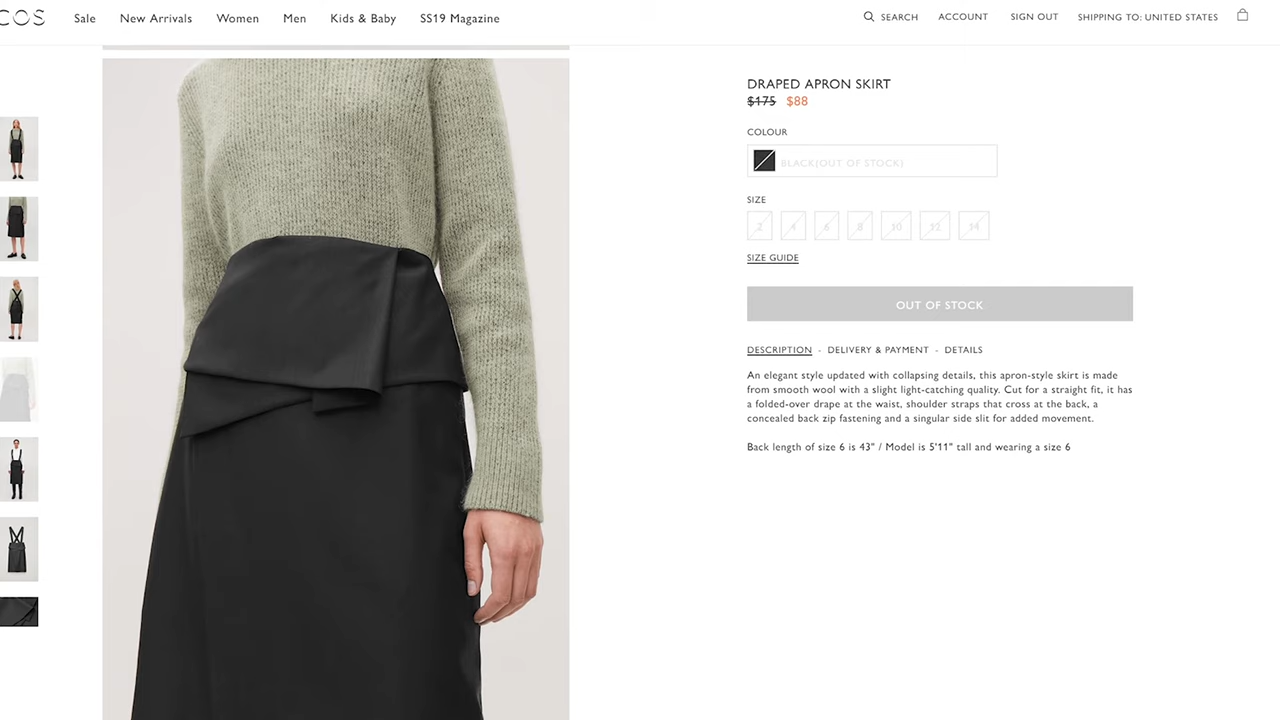 COS
Sale New Arrivals Women Men Kids & Baby SS19 Magazine
SEARCH ACCOUNT SIGN OUT SHIPPING TO: UNITED STATES
DRAPED APRON SKIRT
$175 $88
COLOUR
BLACK(OUT OF STOCK)
SIZE
2 4 6 8 10 12 14
SIZE GUIDE
OUT OF STOCK
DESCRIPTION - DELIVERY & PAYMENT - DETAILS
An elegant style updated with collapsing details, this apron-style skirt is made
from smooth wool with a slight light-catching quality. Cut for a straight fit, it has
a folded-over drape at the waist, shoulder straps that cross at the back, a
concealed back zip fastening and a singular side slit for added movement.
Back length of size 6 is 43" / Model is 5'11" tall and wearing a size 6